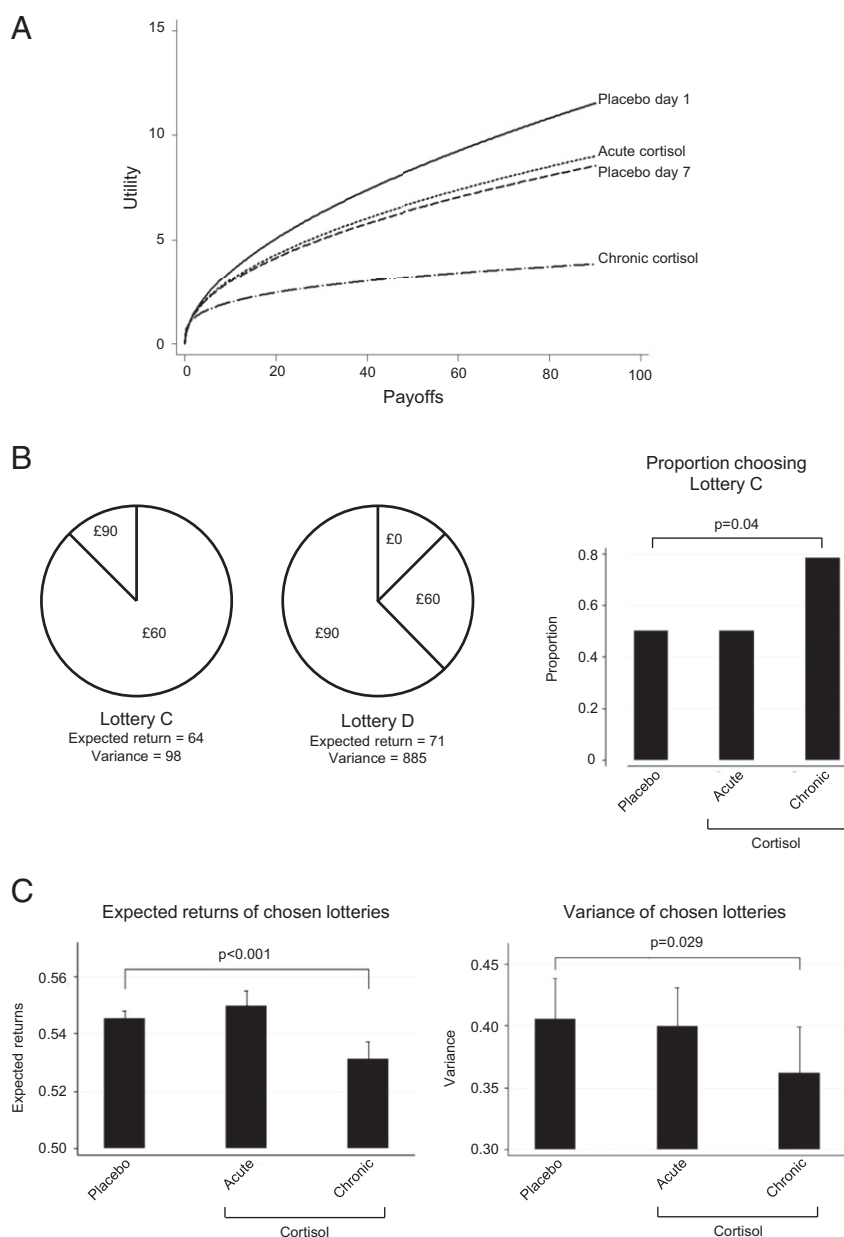 A
15
10
5
0
Utility
Placebo day 1
Acute cortisol
Placebo day 7
Chronic cortisol
0 20 40 60 80 100
Payoffs
B
£90
£60
Lottery C
Expected return = 64
Variance = 98
£0
£60
£90
Lottery D
Expected return = 71
Variance = 885
Proportion choosing
Lottery C
p=0.04
0.8
0.6
0.4
0.2
0
Proportion
Placebo
Acute
Chronic
Cortisol
C
Expected returns of chosen lotteries
p<0.001
0.56
0.54
0.52
0.50
Expected returns
Placebo
Acute
Chronic
Cortisol
Variance of chosen lotteries
p=0.029
0.45
0.40
0.35
0.30
Variance
Placebo
Acute
Chronic
Cortisol